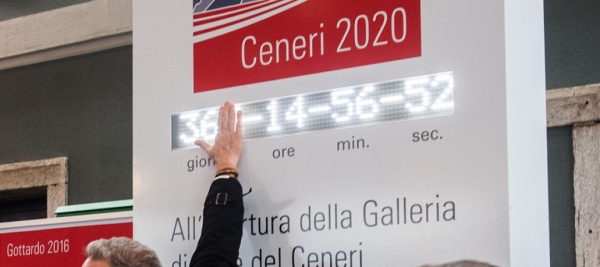 Ceneri 2020
-14-56-52
ore min. sec.
della Galleria
del Ceneri
Gottardo 2016